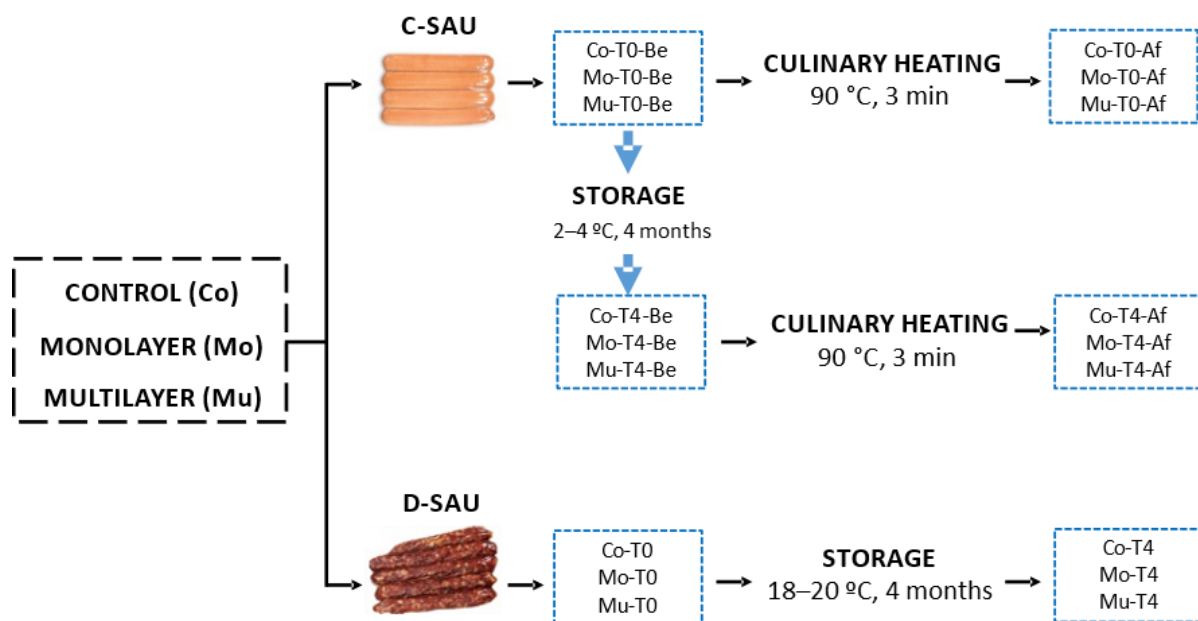 C-SAU
Co-T0-Be
Mo-T0-Be
Mu-T0-Be
CULINARY HEATING
90 °C, 3 min
Co-T0-Af
Mo-T0-Af
Mu-T0-Af
STORAGE
2–4 ºC, 4 months
CONTROL (Co)
MONOLAYER (Mo)
MULTILAYER (Mu)
Co-T4-Be
Mo-T4-Be
Mu-T4-Be
CULINARY HEATING
90 °C, 3 min
Co-T4-Af
Mo-T4-Af
Mu-T4-Af
D-SAU
Co-T0
Mo-T0
Mu-T0
STORAGE
18–20 ºC, 4 months
Co-T4
Mo-T4
Mu-T4